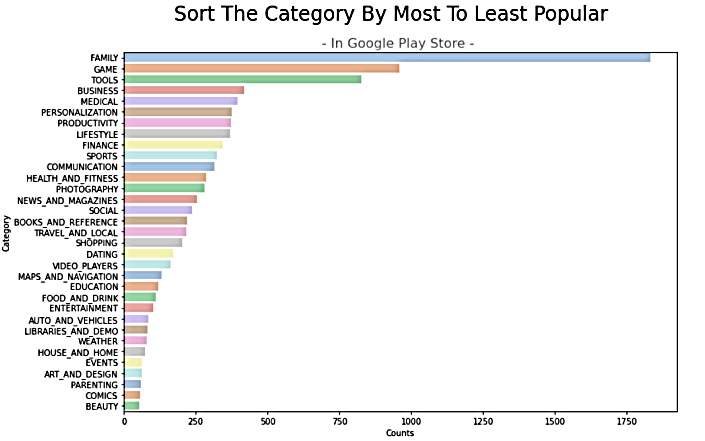 Sort The Category By Most To Least Popular
- In Google Play Store -
Category
FAMILY
GAME
TOOLS
BUSINESS
MEDICAL
PERSONALIZATION
PRODUCTIVITY
LIFESTYLE
FINANCE
SPORTS
COMMUNICATION
HEALTH_AND_FITNESS
PHOTOGRAPHY
NEWS_AND_MAGAZINES
SOCIAL
BOOKS_AND_REFERENCE
TRAVEL_AND_LOCAL
SHOPPING
DATING
VIDEO_PLAYERS
MAPS_AND_NAVIGATION
EDUCATION
FOOD_AND_DRINK
ENTERTAINMENT
AUTO_AND_VEHICLES
LIBRARIES_AND_DEMO
WEATHER
HOUSE_AND_HOME
EVENTS
ART_AND_DESIGN
PARENTING
COMICS
BEAUTY
0 250 500 750 1000 1250 1500 1750
Counts